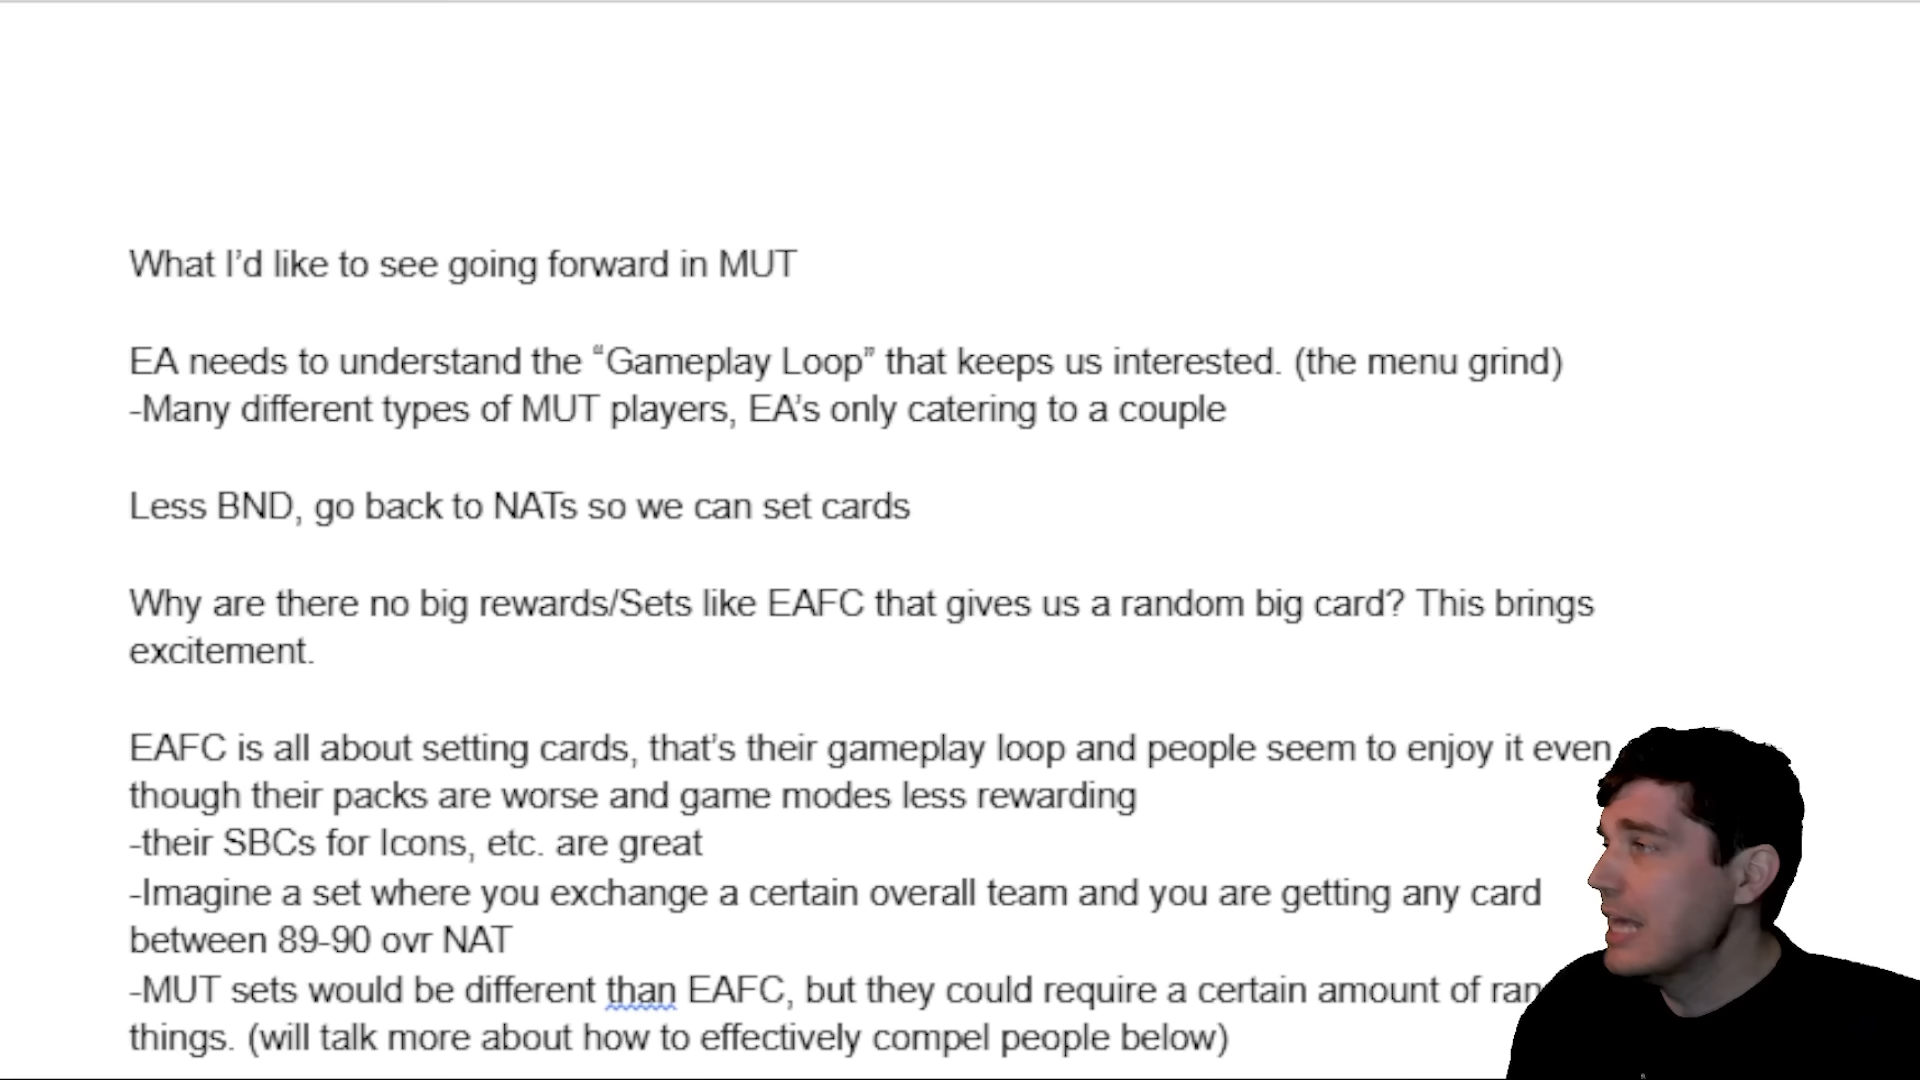 What I’d like to see going forward in MUT
EA needs to understand the “Gameplay Loop” that keeps us interested. (the menu grind)
-Many different types of MUT players, EA’s only catering to a couple
Less BND, go back to NATs so we can set cards
Why are there no big rewards/Sets like EAFC that gives us a random big card? This brings
excitement.
EAFC is all about setting cards, that’s their gameplay loop and people seem to enjoy it even
though their packs are worse and game modes less rewarding
-their SBCs for Icons, etc. are great
-Imagine a set where you exchange a certain overall team and you are getting any card
between 89-90 ovr NAT
-MUT sets would be different than EAFC, but they could require a certain amount of
things. (will talk more about how to effectively compel people below)